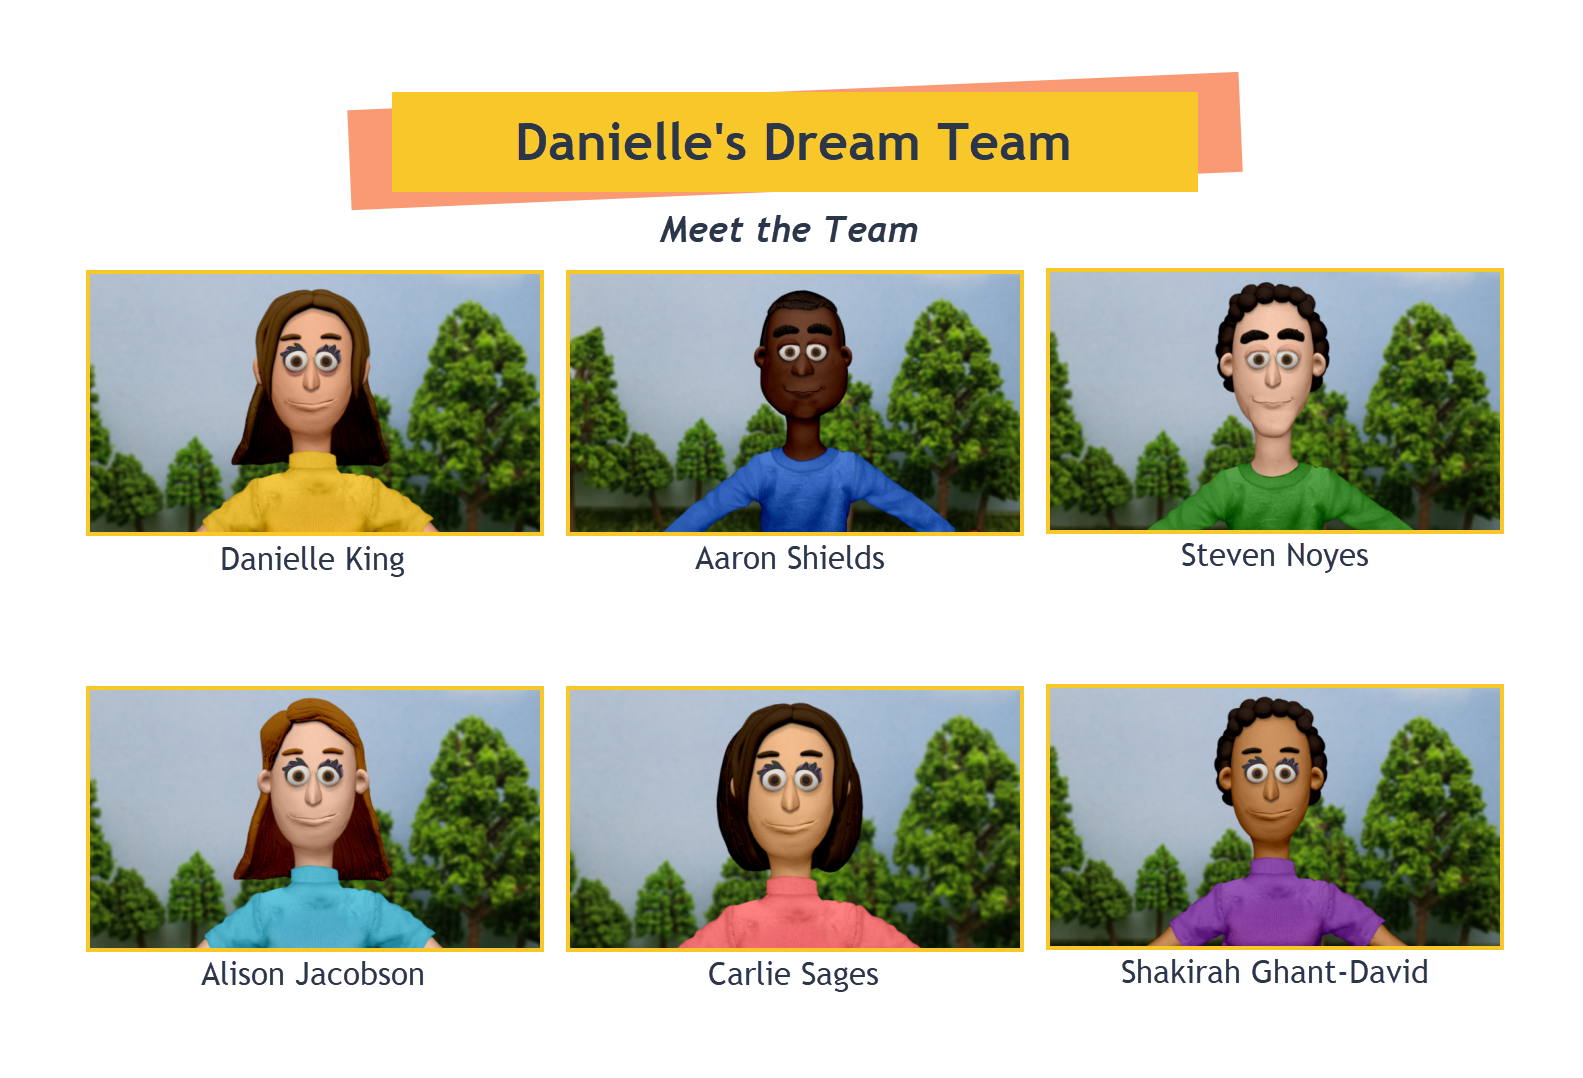 Danielle's Dream Team
Meet the Team
Danielle King
Aaron Shields
Steven Noyes
Alison Jacobson
Carlie Sages
Shakirah Ghant-David